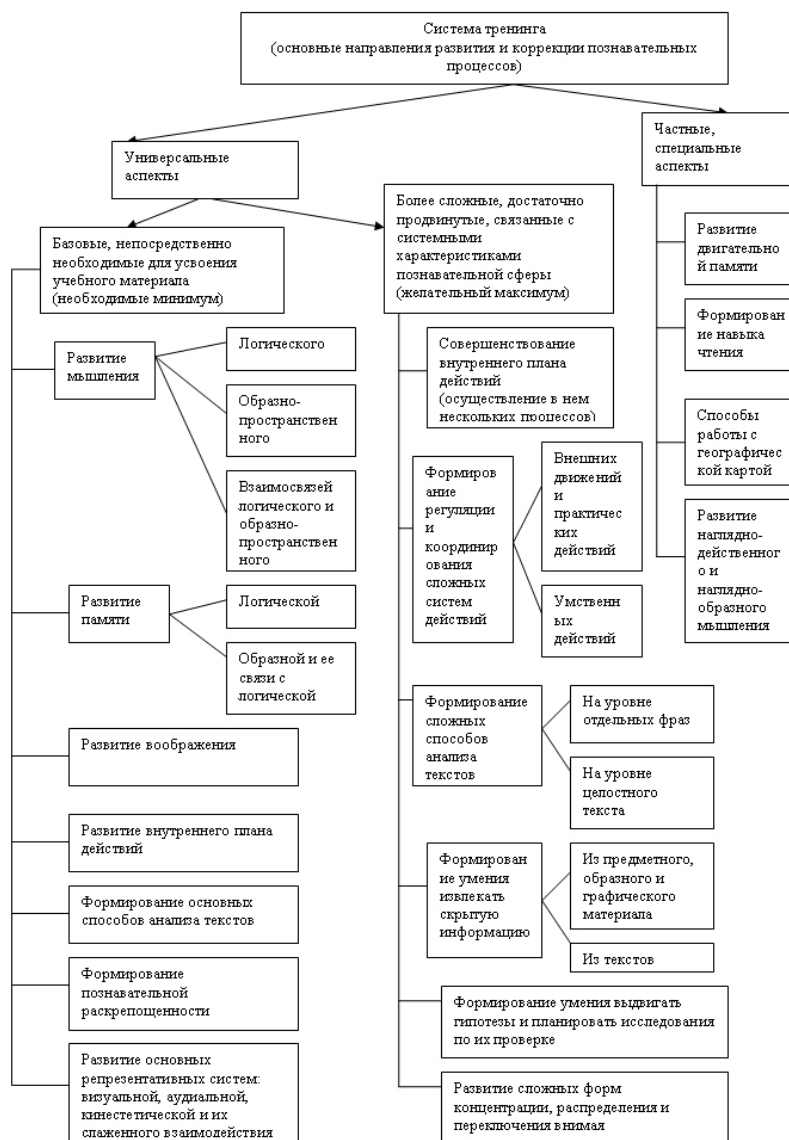 Система тренинга
(основные направления развития и коррекции познавательных
процессов)
Универсальные
аспекты
Частные,
специальные
аспекты
Базовые, непосредственно
необходимые для усвоения
учебного материала
(необходимые минимум)
Более сложные, достаточно
продвинутые, связанные с
системными
характеристиками
познавательной сферы
(желательный максимум)
Развитие
мышления
Логического
Образно-
пространствен
ного
Взаимосвязей
логического и
образно-
пространствен
ного
Развитие
памяти
Логической
Образной и ее
связи с
логической
Развитие воображения
Развитие внутреннего плана
действий
Формирование основных
способов анализа текстов
Формирование
познавательной
раскрепощенности
Развитие основных
репрезентативных систем:
визуальной, аудиальной,
кинестетической и их
слаженного взаимодействия
Совершенствование
внутреннего плана
действий
(осуществление в нем
нескольких процессов)
Формиров
ание
регуляции
и
координир
ования
сложных
систем
действий
Внешних
движений
и
практичес
ких
действий
Умственн
ых
действий
Формирование
сложных
способов
анализа
текстов
На уровне
отдельных фраз
На уровне
целостного
текста
Формирован
ие умения
извлекать
скрытую
информацию
Из предметного,
образного и
графического
материала
Из текстов
Формирование умения выдвигать
гипотезы и планировать исследования
по их проверке
Развитие сложных форм
концентрации, распределения и
переключения внимая
Развитие
двигательно
й памяти
Формирован
ие навыка
чтения
Способы
работы с
географичес
кой картой
Развитие
наглядно-
действенног
о и
наглядно-
образного
мышления